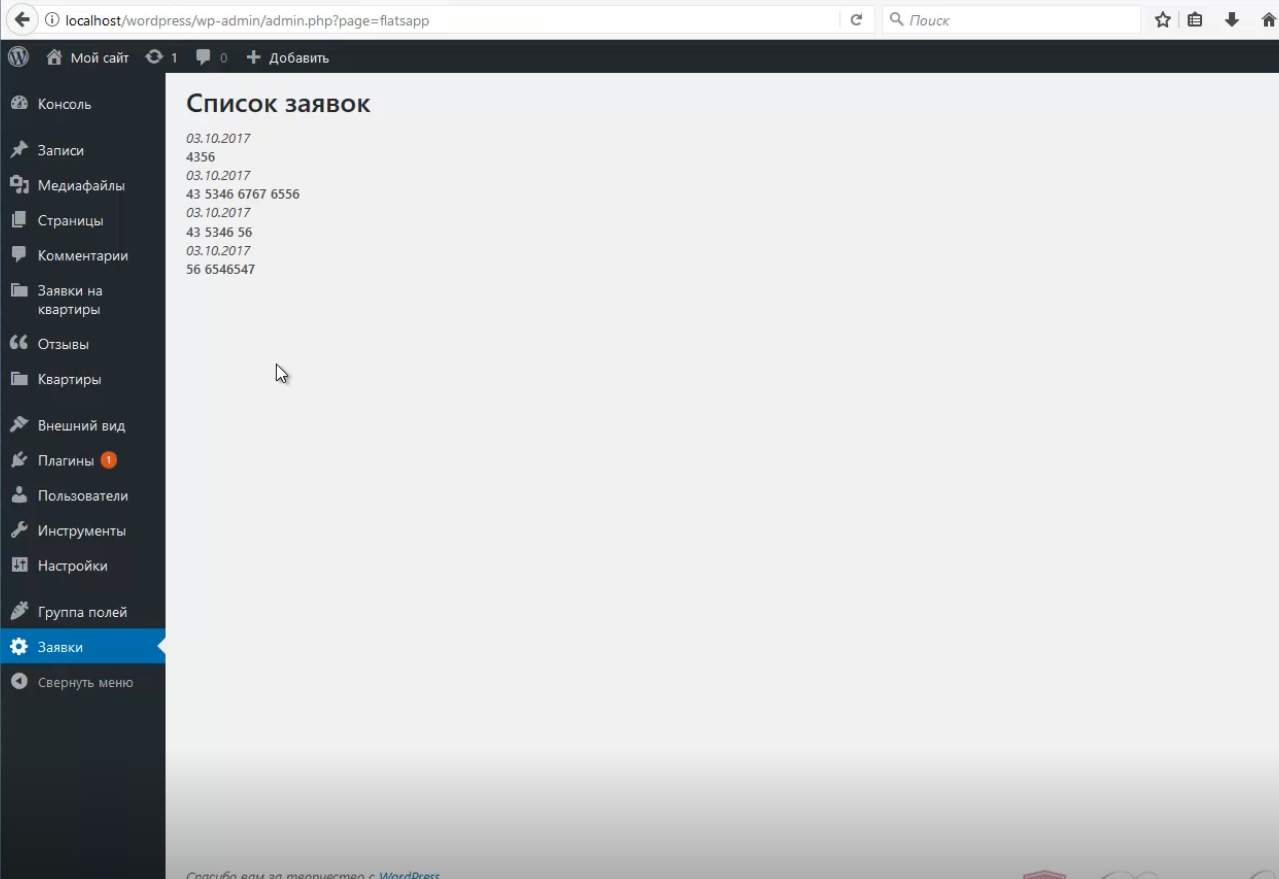 localhost/wordpress/wp-admin/admin.php?page=flatsapp
Поиск
Мой сайт 1 0 Добавить
Консоль
Записи
Медиафайлы
Страницы
Комментарии
Заявки на
квартиры
Отзывы
Квартиры
Внешний вид
Плагины 1
Пользователи
Инструменты
Настройки
Группа полей
Заявки
Свернуть меню
Список заявок
03.10.2017
4356
03.10.2017
43 5346 6767 6556
03.10.2017
43 5346 56
03.10.2017
56 6546547
Спасибо вам за творчество с WordPress